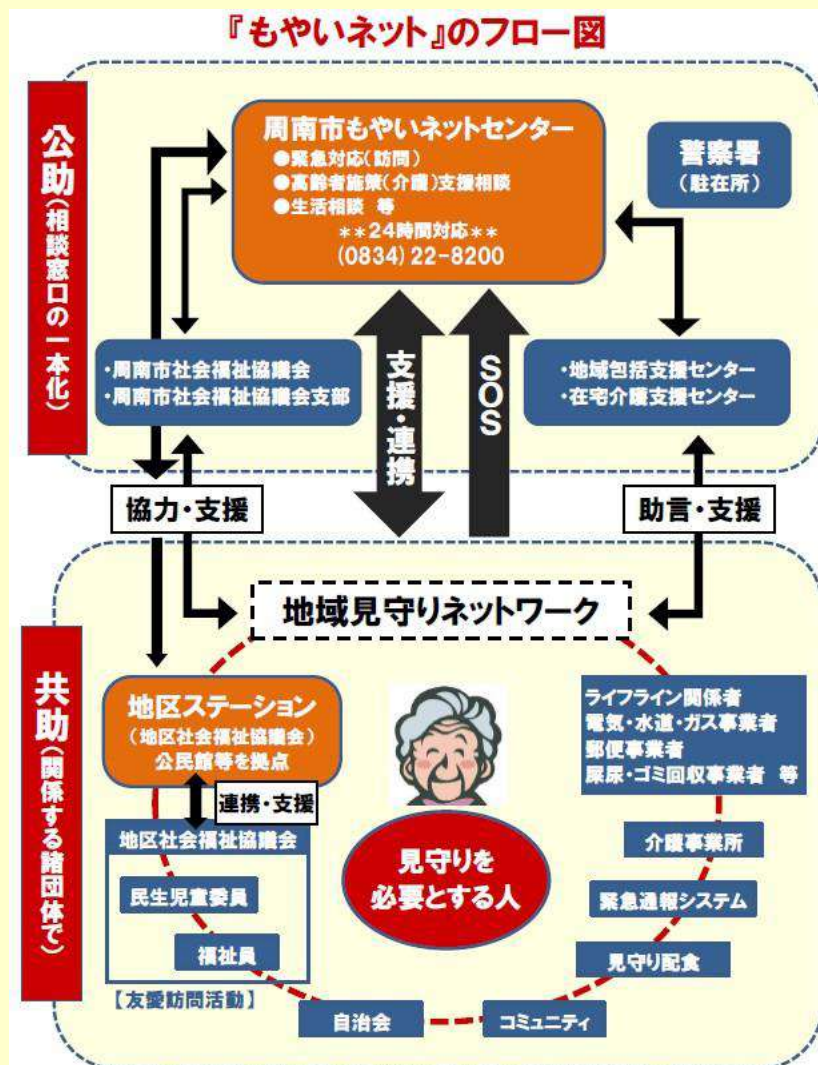 『もやいネット』のフロー図
公助(相談窓口の一本化)
周南市もやいネットセンター
●緊急対応(訪問)
●高齢者施策(介護)支援相談
●生活相談 等
**24時間対応**
(0834)22-8200
警察署
(駐在所)
・周南市社会福祉協議会
・周南市社会福祉協議会支部
支援・連携
SOS
・地域包括支援センター
・在宅介護支援センター
協力・支援
助言・支援
共助(関係する諸団体で)
地域見守りネットワーク
地区ステーション
(地区社会福祉協議会)
公民館等を拠点
連携・支援
地区社会福祉協議会
民生児童委員
福祉員
【友愛訪問活動】
見守りを
必要とする人
ライフライン関係者
電気・水道・ガス事業者
郵便事業者
屎尿・ゴミ回収事業者 等
介護事業所
緊急通報システム
見守り配食
コミュニティ
自治会